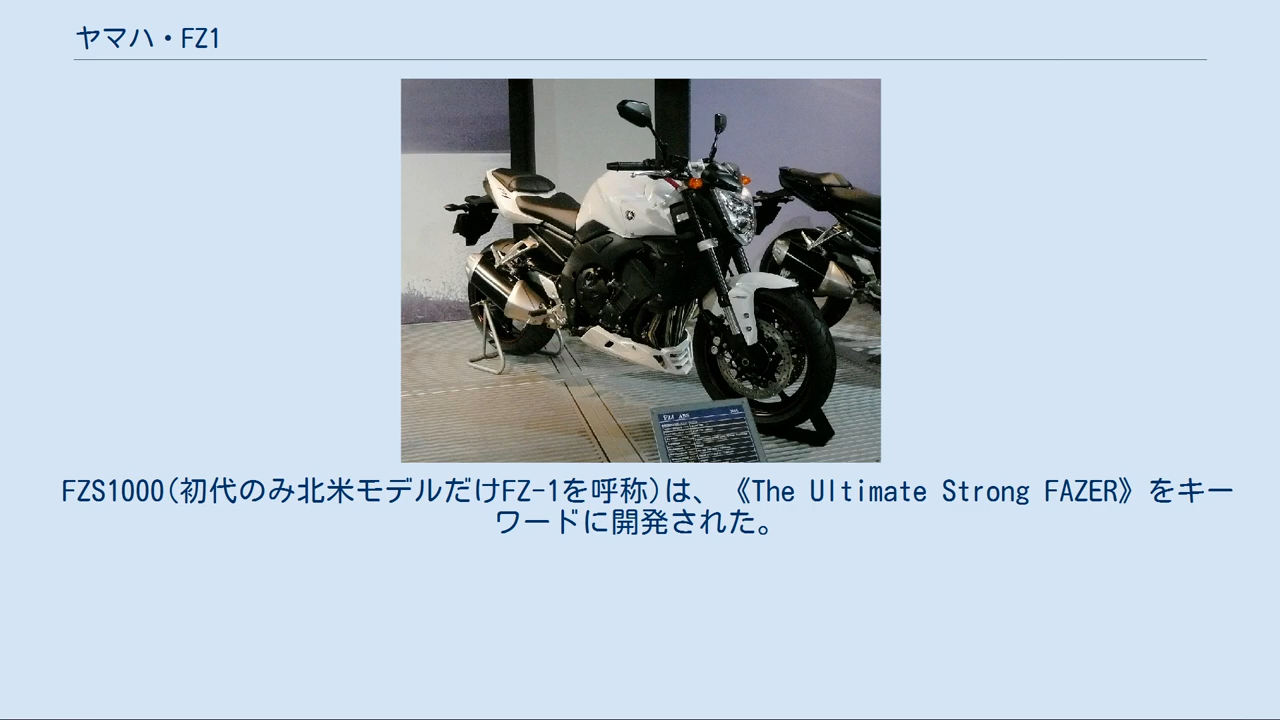 ヤマハ・FZ1
FZ1 ABS
FZS1000(初代のみ北米モデルだけFZ-1を呼称)は、《The Ultimate Strong FAZER》をキー
ワードに開発された。